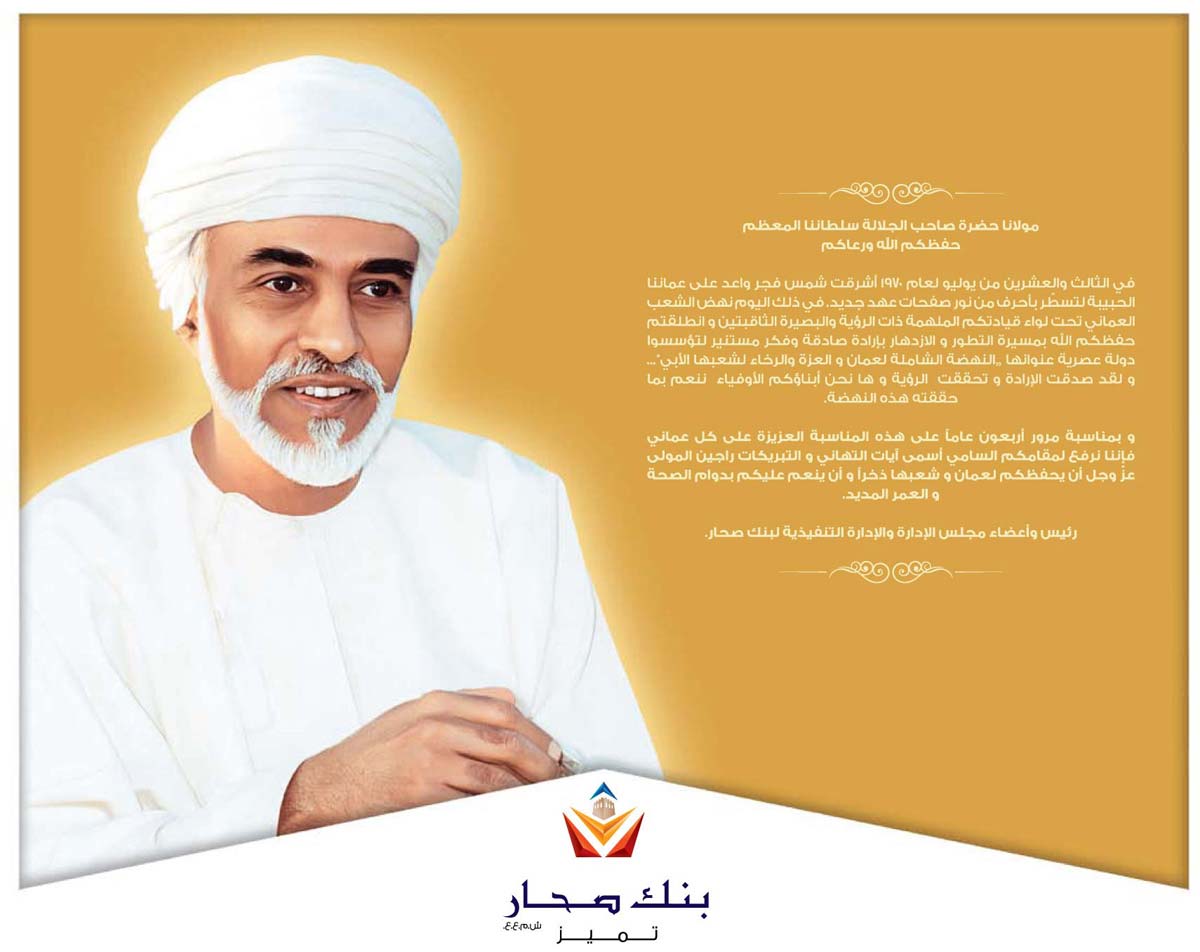 مولانا حضرة صاحب الجلالة سلطاننا المعظم
حفظكم الله ورعاكم
في الثالث والعشرين من يوليو لعام ١٩٧٠ أشرقت شمس فجر واعد على عماننا
الحبيبة لتسطّر بأحرف من نور صفحات عهد جديد. في ذلك اليوم نهض الشعب
العماني تحت لواء قيادتكم الملهمة ذات الرؤية والبصيرة الثاقبتين و انطلقتم
حفظكم الله بمسيرة التطور و الازدهار بإرادة صادقة وفكر مستنير لتؤسسوا
دولة عصرية عنوانها ,,النهضة الشاملة لعمان و العزة والرخاء لشعبها الأبي"...
و لقد صدقت الإرادة و تحققت الرؤية و ها نحن أبناؤكم الأوفياء ننعم بما
حققته هذه النهضة.
و بمناسبة مرور أربعون عاماً على هذه المناسبة العزيزة على كل عماني
فإننا نرفع لمقامكم السامي أسمى آيات التهاني و التبريكات راجين المولى
عزّ وجل أن يحفظكم لعمان و شعبها ذخراً و أن ينعم عليكم بدوام الصحة
و العمر المديد.
رئيس وأعضاء مجلس الإدارة والإدارة التنفيذية لبنك صحار.
بنك صحار
تميز ش.م.ع.ع.